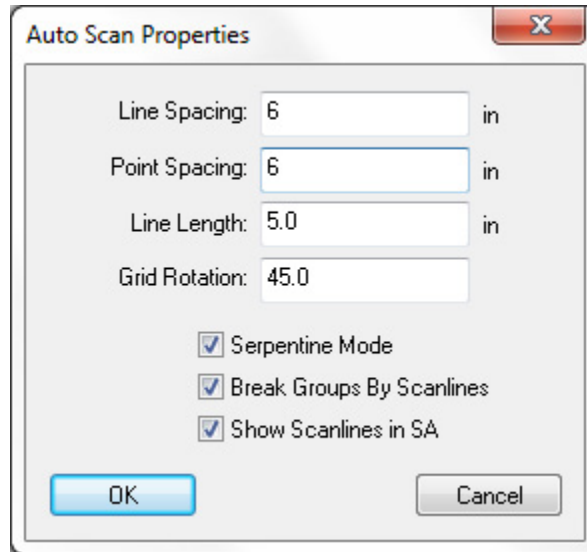 Auto Scan Properties
Line Spacing: 6 in
Point Spacing: 6 in
Line Length: 5.0 in
Grid Rotation: 45.0
Serpentine Mode
Break Groups By Scanlines
Show Scanlines in SA
OK Cancel